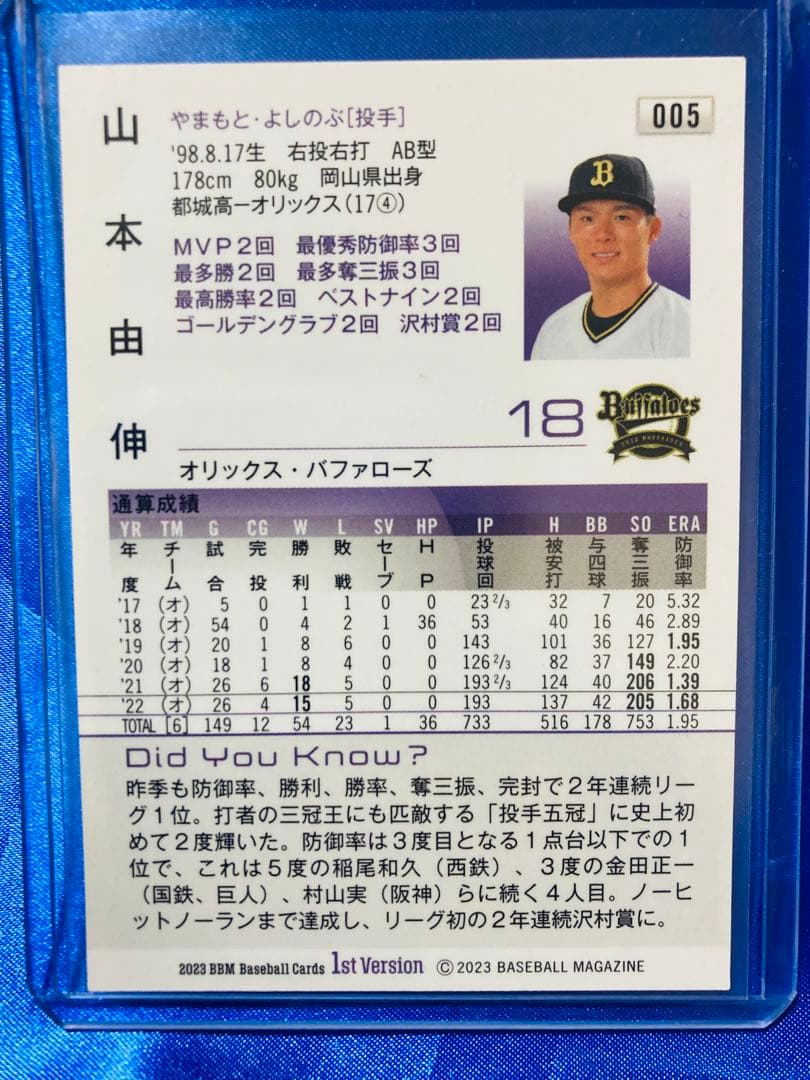 005
山本由伸
やまもと・よしのぶ[投手]
'98.8.17生 右投右打 AB型
178cm 80kg 岡山県出身
都城高―オリックス(17④)
MVP2回 最優秀防御率3回
最多勝2回 最多奪三振3回
最高勝率2回 ベストナイン2回
ゴールデングラブ2回 沢村賞2回
B
18
Buffaloes
オリックス・バファローズ
通算成績
YR TM G CG W L SV HP IP H BB SO ERA
年度 チーム 試合 完投 勝利 敗戦 セーブ HP 投球回 被安打 与四球 奪三振 防御率
'17 (オ) 5 0 1 1 0 0 23 2/3 32 7 20 5.32
'18 (オ) 54 0 4 2 1 36 53 40 16 46 2.89
'19 (オ) 20 1 8 6 0 0 143 101 36 127 1.95
'20 (オ) 18 1 8 4 0 0 126 2/3 82 37 149 2.20
'21 (オ) 26 6 18 5 0 0 193 2/3 124 40 206 1.39
'22 (オ) 26 4 15 5 0 0 193 137 42 205 1.68
TOTAL [6] 149 12 54 23 1 36 733 516 178 753 1.95
Did You Know?
昨季も防御率、勝利、勝率、奪三振、完封で2年連続リー
グ1位。打者の三冠王にも匹敵する「投手五冠」に史上初
めて2度輝いた。防御率は3度目となる1点台以下での1
位で、これは5度の稲尾和久（西鉄）、3度の金田正一
（国鉄、巨人）、村山実（阪神）らに続く4人目。ノーヒ
ットノーランまで達成し、リーグ初の2年連続沢村賞に。
2023 BBM Baseball Cards 1st Version © 2023 BASEBALL MAGAZINE